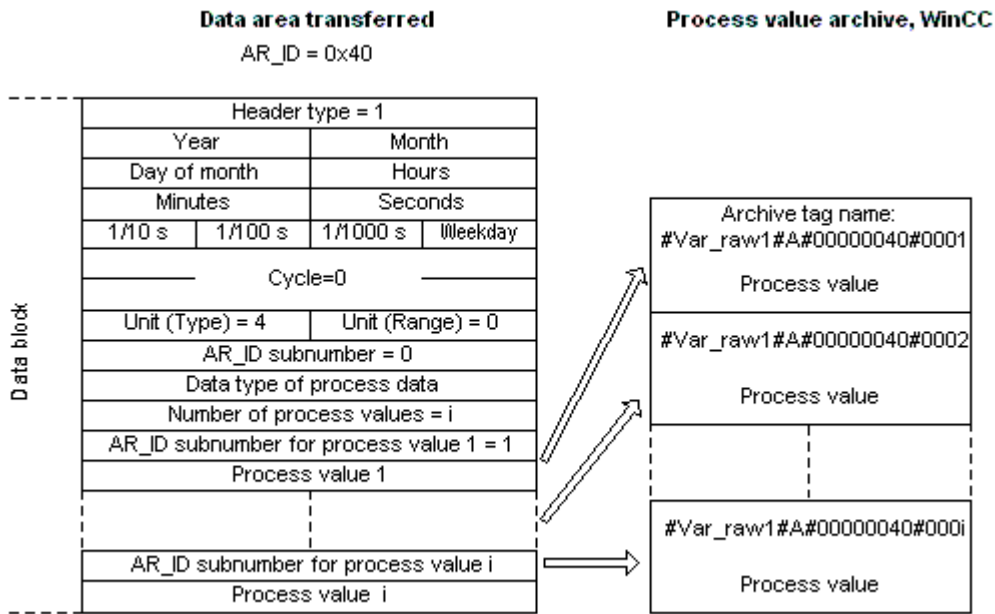 Data area transferred
AR_ID = 0x40
Process value archive, WinCC
Data block
Header type = 1
Year Month
Day of month Hours
Minutes Seconds
1/10 s 1/100 s 1/1000 s Weekday
Cycle=0
Unit (Type) = 4 Unit (Range) = 0
AR_ID subnumber = 0
Data type of process data
Number of process values = i
AR_ID subnumber for process value 1 = 1
Process value 1
AR_ID subnumber for process value i
Process value i
Archive tag name:
#Var_raw1#A#00000040#0001
Process value
#Var_raw1#A#00000040#0002
Process value
#Var_raw1#A#00000040#000i
Process value